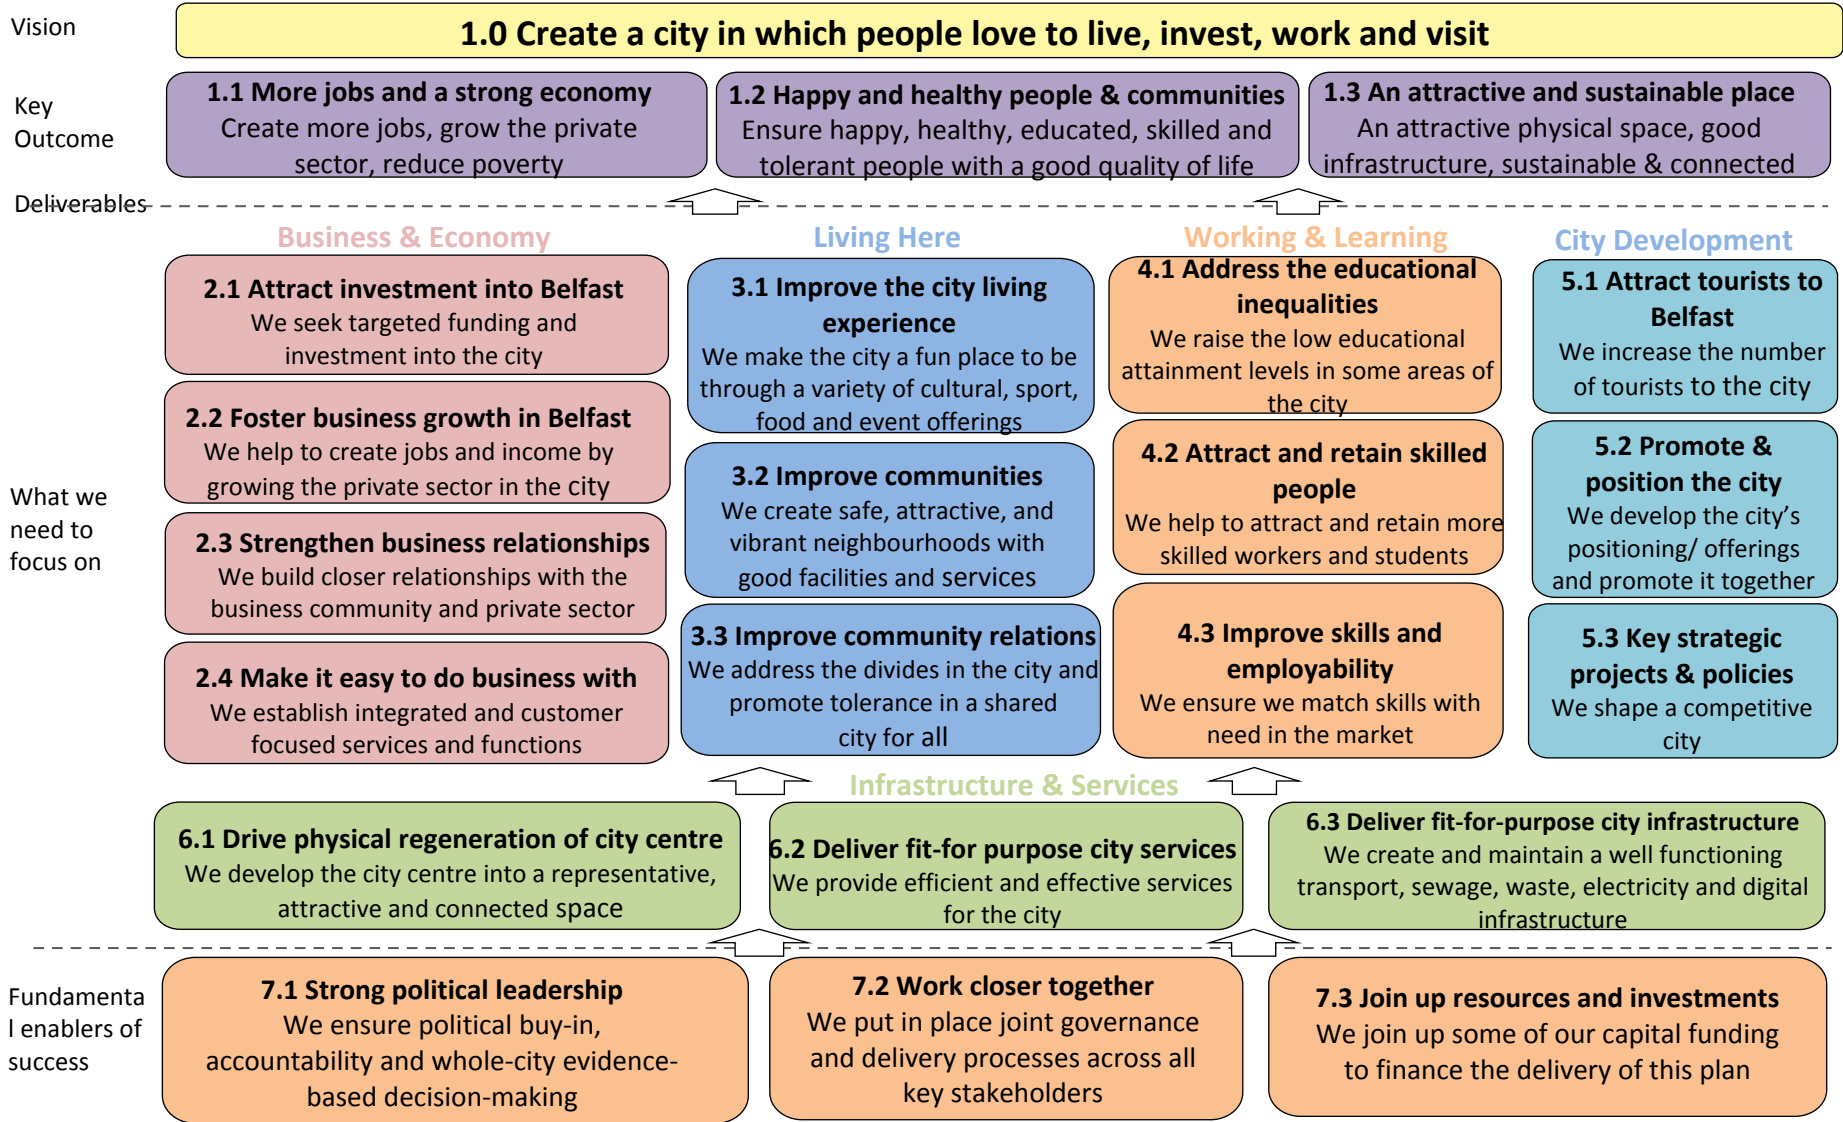 Vision
1.0 Create a city in which people love to live, invest, work and visit
Key
Outcome
1.1 More jobs and a strong economy
Create more jobs, grow the private
sector, reduce poverty
1.2 Happy and healthy people & communities
Ensure happy, healthy, educated, skilled and
tolerant people with a good quality of life
1.3 An attractive and sustainable place
An attractive physical space, good
infrastructure, sustainable & connected
Deliverables
What we
need to
focus on
Business & Economy
2.1 Attract investment into Belfast
We seek targeted funding and
investment into the city
2.2 Foster business growth in Belfast
We help to create jobs and income by
growing the private sector in the city
2.3 Strengthen business relationships
We build closer relationships with the
business community and private sector
2.4 Make it easy to do business with
We establish integrated and customer
focused services and functions
Living Here
3.1 Improve the city living
experience
We make the city a fun place to be
through a variety of cultural, sport,
food and event offerings
3.2 Improve communities
We create safe, attractive, and
vibrant neighbourhoods with
good facilities and services
3.3 Improve community relations
We address the divides in the city and
promote tolerance in a shared
city for all
Working & Learning
4.1 Address the educational
inequalities
We raise the low educational
attainment levels in some areas of
the city
4.2 Attract and retain skilled
people
We help to attract and retain more
skilled workers and students
4.3 Improve skills and
employability
We ensure we match skills with
need in the market
City Development
5.1 Attract tourists to
Belfast
We increase the number
of tourists to the city
5.2 Promote &
position the city
We develop the city's
positioning/ offerings
and promote it together
5.3 Key strategic
projects & policies
We shape a competitive
city
Infrastructure & Services
6.1 Drive physical regeneration of city centre
We develop the city centre into a representative,
attractive and connected space
6.2 Deliver fit-for purpose city services
We provide efficient and effective services
for the city
6.3 Deliver fit-for-purpose city infrastructure
We create and maintain a well functioning
transport, sewage, waste, electricity and digital
infrastructure
Fundamenta
l enablers of
success
7.1 Strong political leadership
We ensure political buy-in,
accountability and whole-city evidence-
based decision-making
7.2 Work closer together
We put in place joint governance
and delivery processes across all
key stakeholders
7.3 Join up resources and investments
We join up some of our capital funding
to finance the delivery of this plan